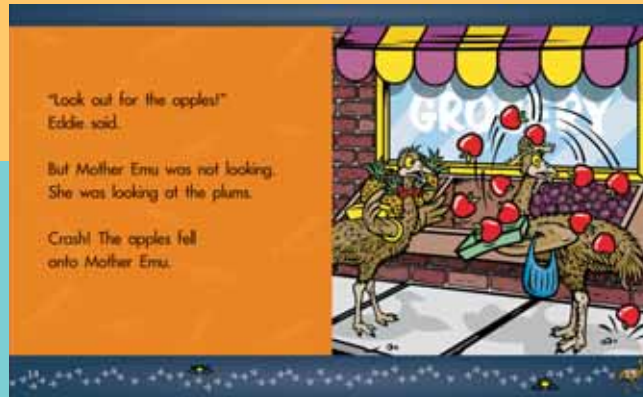 "Look out for the apples!"
Eddie said.
But Mother Emu was not looking.
She was looking at the plums.
Crash! The apples fell
onto Mother Emu.
GROCERY
14